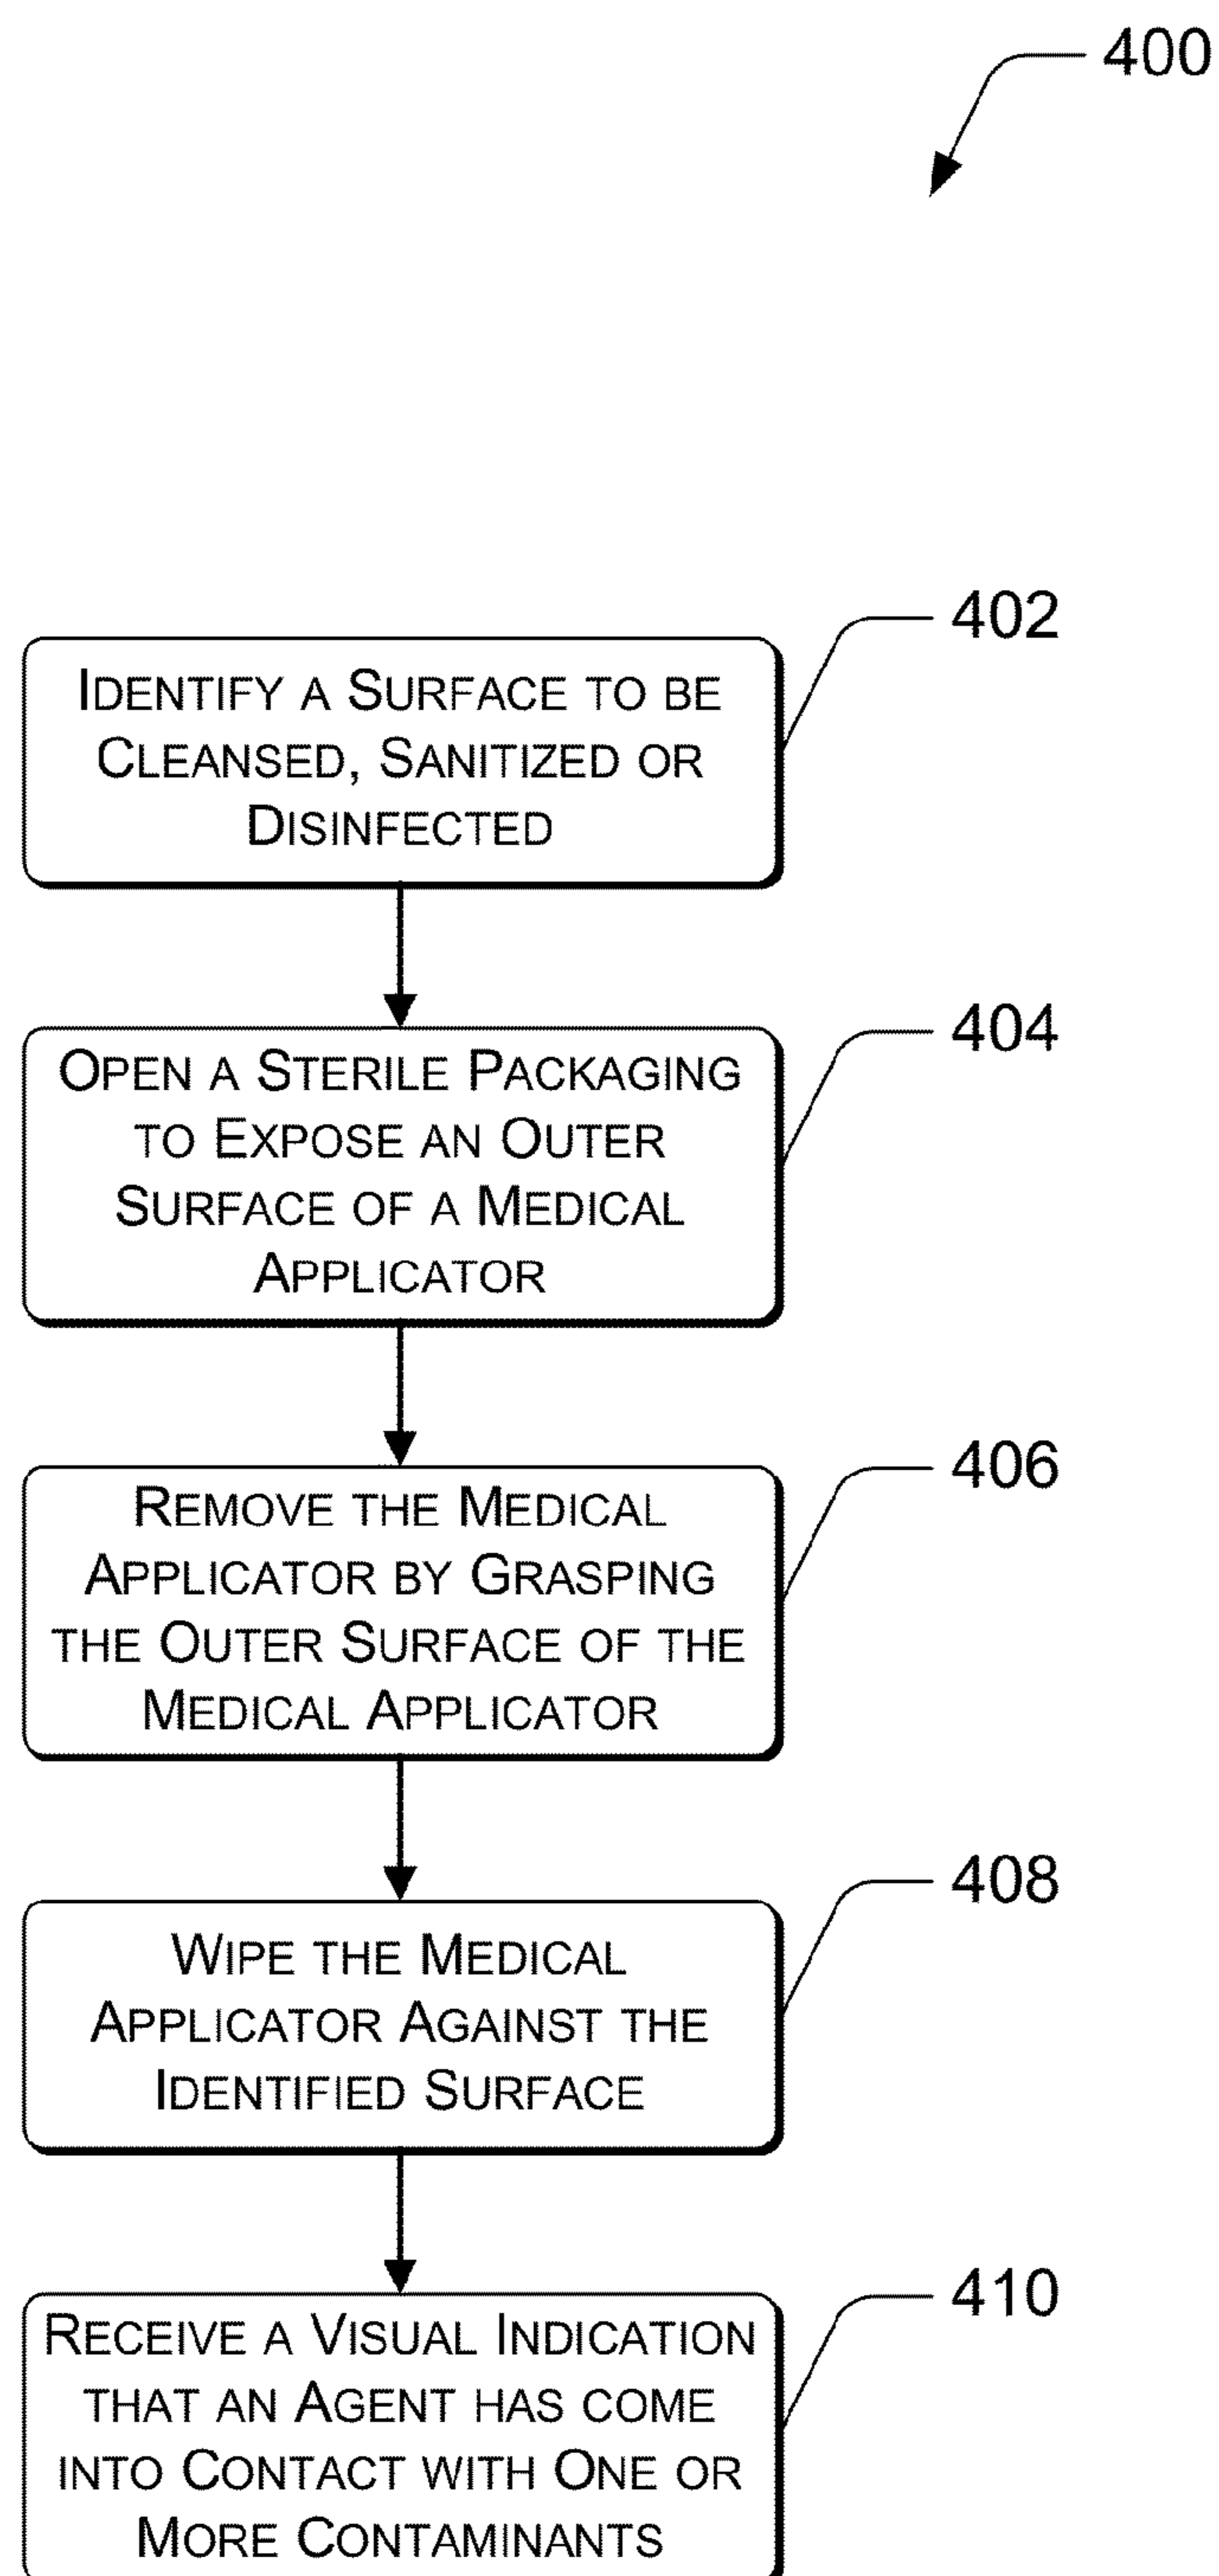 400
402
IDENTIFY A SURFACE TO BE
CLEANSED, SANITIZED OR
DISINFECTED
404
OPEN A STERILE PACKAGING
TO EXPOSE AN OUTER
SURFACE OF A MEDICAL
APPLICATOR
406
REMOVE THE MEDICAL
APPLICATOR BY GRASPING
THE OUTER SURFACE OF THE
MEDICAL APPLICATOR
408
WIPE THE MEDICAL
APPLICATOR AGAINST THE
IDENTIFIED SURFACE
410
RECEIVE A VISUAL INDICATION
THAT AN AGENT HAS COME
INTO CONTACT WITH ONE OR
MORE CONTAMINANTS